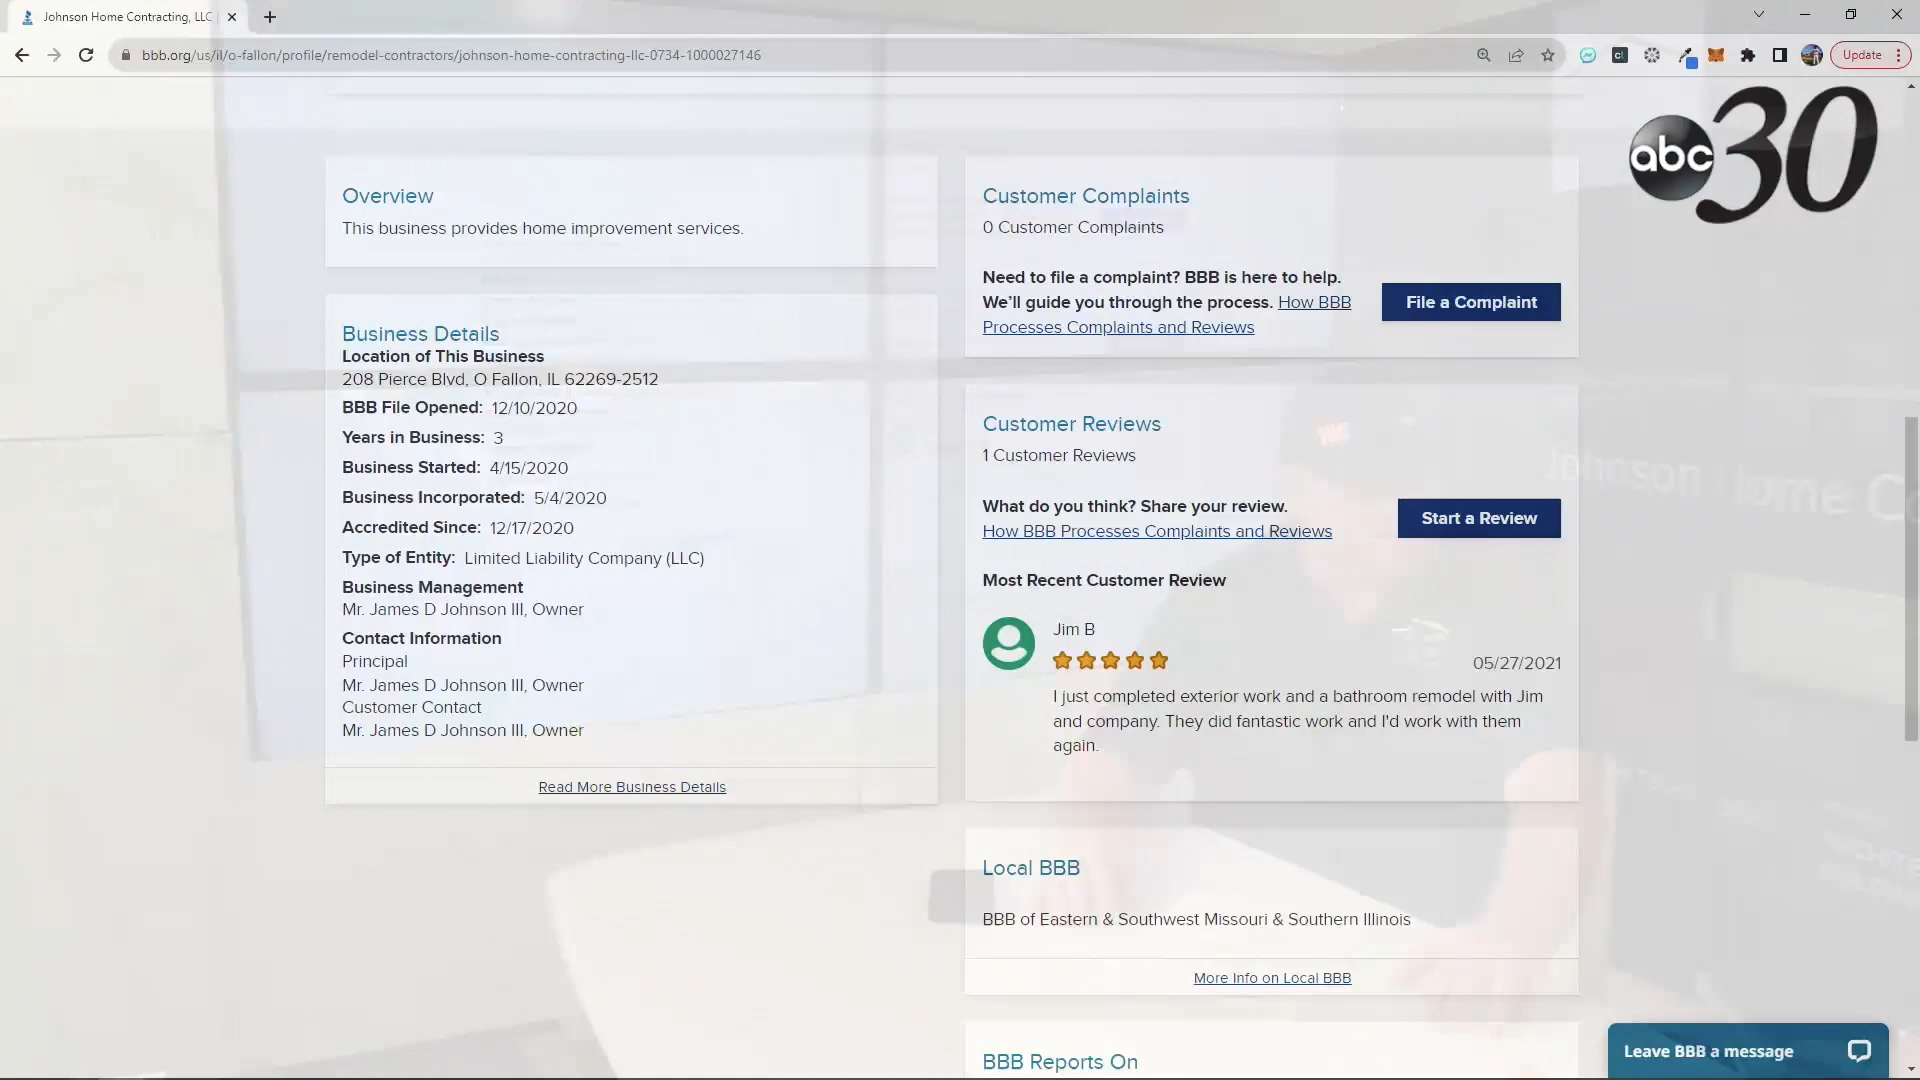 Johnson Home Contracting, LLC
bbb.org/us/il/o-fallon/profile/remodel-contractors/johnson-home-contracting-llc-0734-1000027146
Update
abc 30
Overview
This business provides home improvement services.
Business Details
Location of This Business
208 Pierce Blvd, O Fallon, IL 62269-2512
BBB File Opened: 12/10/2020
Years in Business: 3
Business Started: 4/15/2020
Business Incorporated: 5/4/2020
Accredited Since: 12/17/2020
Type of Entity: Limited Liability Company (LLC)
Business Management
Mr. James D Johnson III, Owner
Contact Information
Principal
Mr. James D Johnson III, Owner
Customer Contact
Mr. James D Johnson III, Owner
Read More Business Details
Customer Complaints
0 Customer Complaints
Need to file a complaint? BBB is here to help.
We'll guide you through the process. How BBB
Processes Complaints and Reviews
File a Complaint
Customer Reviews
1 Customer Reviews
What do you think? Share your review.
How BBB Processes Complaints and Reviews
Start a Review
Most Recent Customer Review
Jim B
05/27/2021
I just completed exterior work and a bathroom remodel with Jim
and company. They did fantastic work and I'd work with them
again.
Local BBB
BBB of Eastern & Southwest Missouri & Southern Illinois
More Info on Local BBB
BBB Reports On
Leave BBB a message
Johnson Home Co